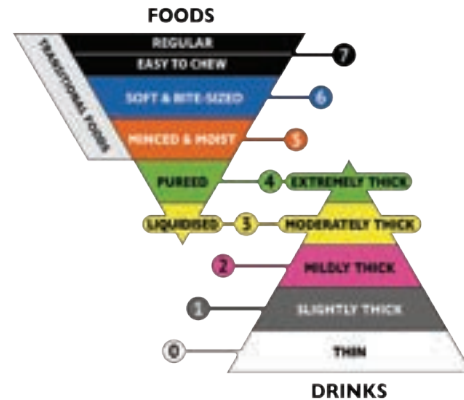 FOODS
REGULAR
7
EASY TO CHEW
TRANSITIONAL FOODS
SOFT & BITE-SIZED
6
MINCED & MOIST
5
PUREED
4
EXTREMELY THICK
LIQUIDISED
3
MODERATELY THICK
2
MILDLY THICK
1
SLIGHTLY THICK
0
THIN
DRINKS